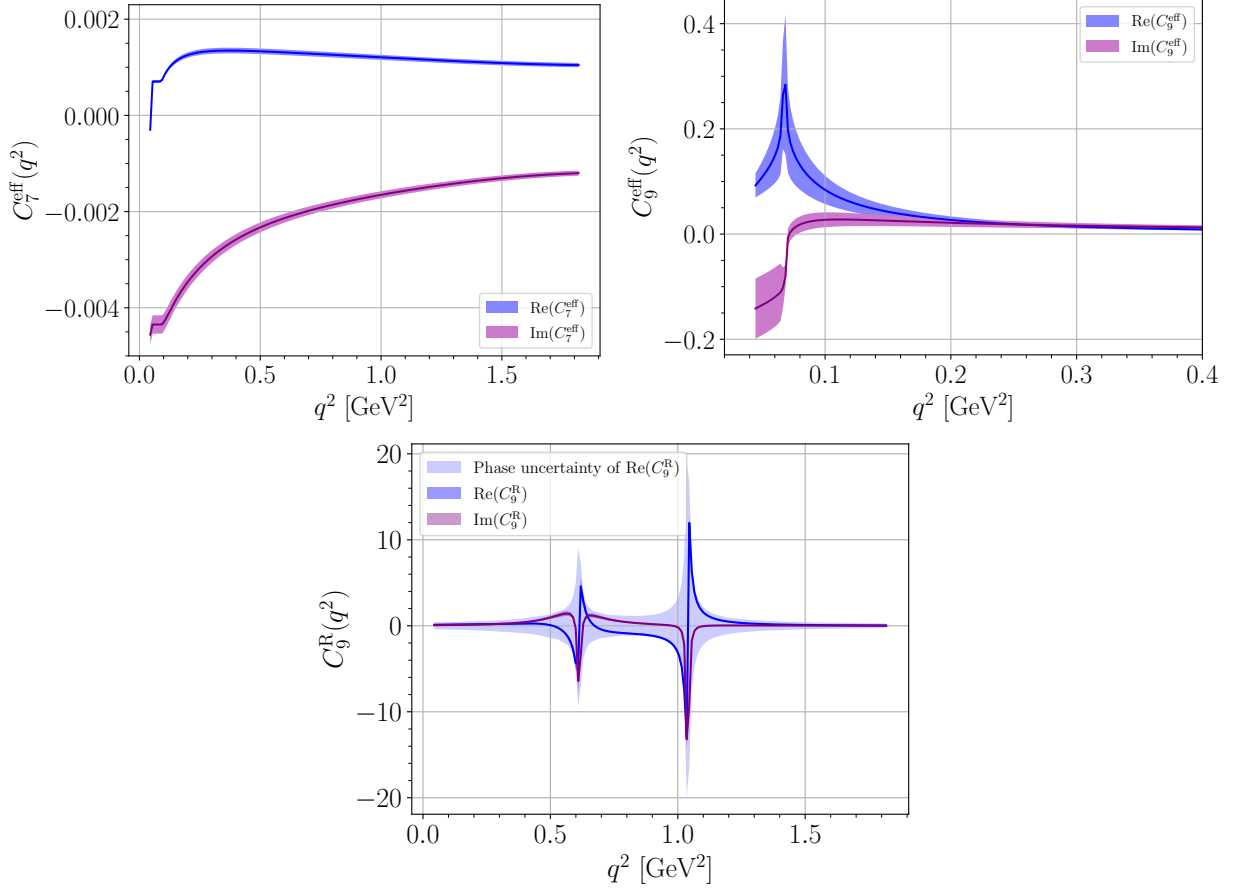 0.002
0.000
−0.002
−0.004
C_7^eff(q^2)
0.0 0.5 1.0 1.5
q^2 [GeV^2]
Re(C_7^eff)
Im(C_7^eff)
0.4
0.2
0.0
−0.2
C_9^eff(q^2)
0.1 0.2 0.3 0.4
q^2 [GeV^2]
Re(C_9^eff)
Im(C_9^eff)
20
10
0
−10
−20
C_9^R(q^2)
Phase uncertainty of Re(C_9^R)
Re(C_9^R)
Im(C_9^R)
0.0 0.5 1.0 1.5
q^2 [GeV^2]